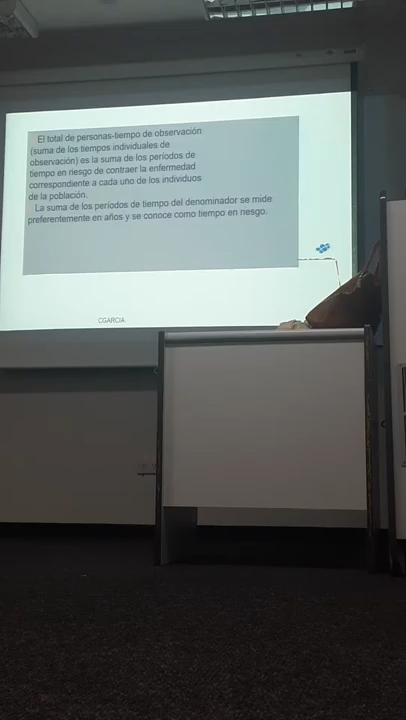 El total de personas-tiempo de observación
(suma de los tiempos individuales de
observación) es la suma de los períodos de
tiempo en riesgo de contraer la enfermedad
correspondiente a cada uno de los individuos
de la población.
La suma de los períodos de tiempo del denominador se mide
preferentemente en años y se conoce como tiempo en riesgo.
CGARCIA